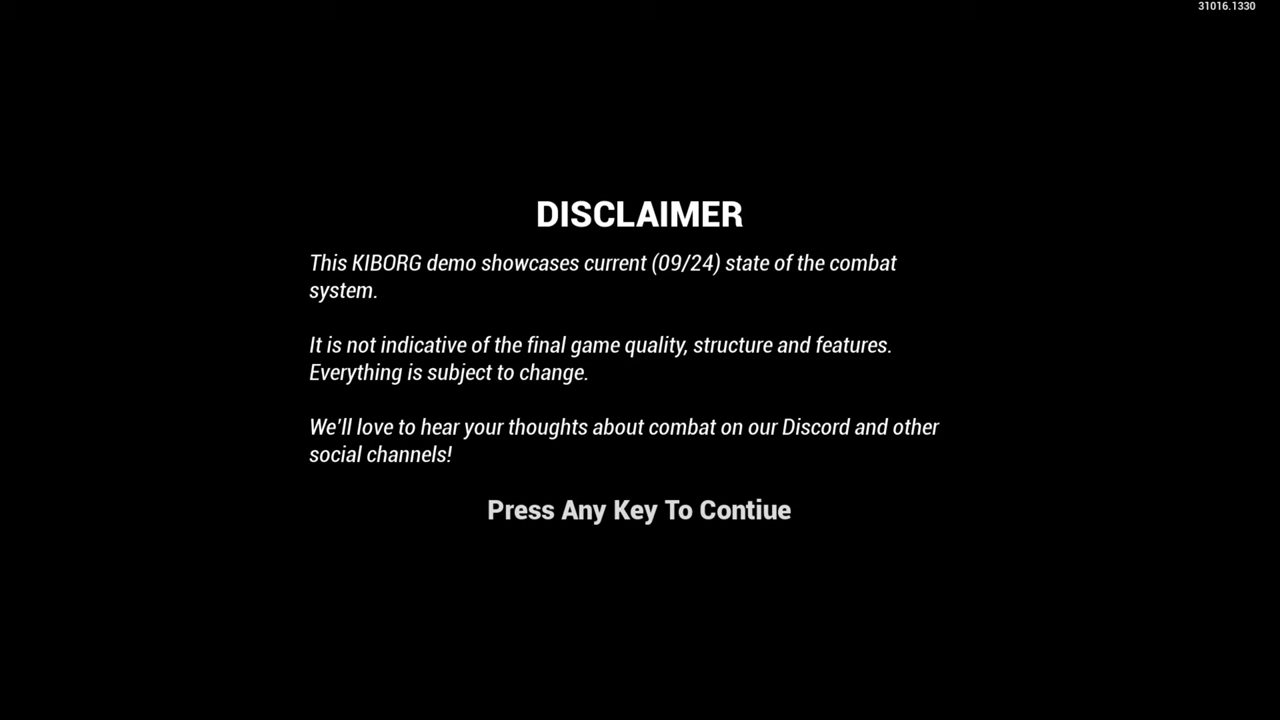 31016.1330
DISCLAIMER
This KIBORG demo showcases current (09/24) state of the combat
system.
It is not indicative of the final game quality, structure and features.
Everything is subject to change.
We'll love to hear your thoughts about combat on our Discord and other
social channels!
Press Any Key To Contiue